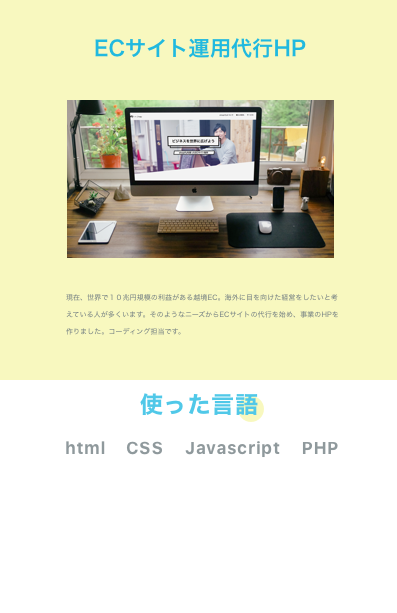 ECサイト運用代行HP
ビジネスを世界に広げよう
現在、世界で１０兆円規模の利益がある越境EC。海外に目を向けた経営をしたいと考
えている人が多くいます。そのようなニーズからECサイトの代行を始め、事業のHPを
作りました。コーディング担当です。
使った言語
html CSS Javascript PHP